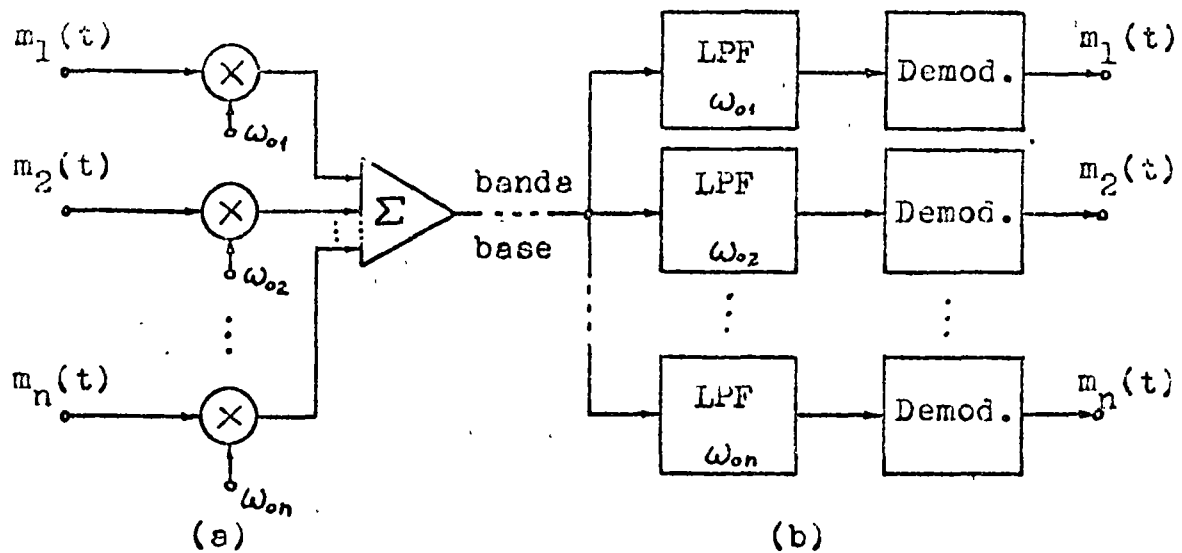 m1(t)
ω01
m2(t)
ω02
mn(t)
ω0n
Σ
banda
base
LPF
ω01
Demod.
m1(t)
LPF
ω02
Demod.
m2(t)
LPF
ω0n
Demod.
mn(t)
(a)
(b)